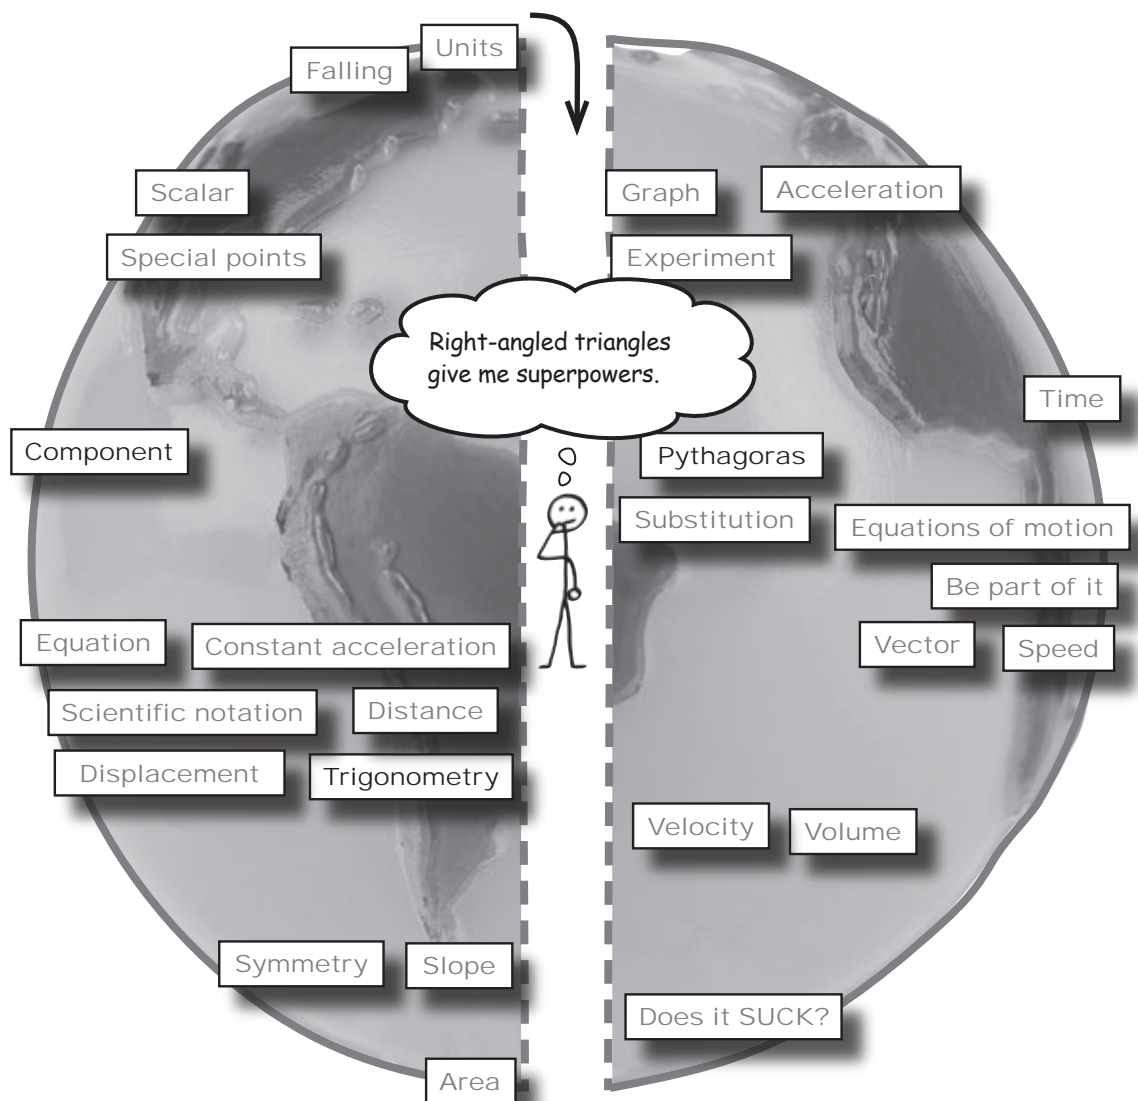 Units
Falling
Scalar
Special points
Graph
Acceleration
Experiment
Right-angled triangles
give me superpowers.
Time
Component
Pythagoras
Substitution
Equations of motion
Be part of it
Equation
Constant acceleration
Vector
Speed
Scientific notation
Distance
Displacement
Trigonometry
Velocity
Volume
Symmetry
Slope
Does it SUCK?
Area